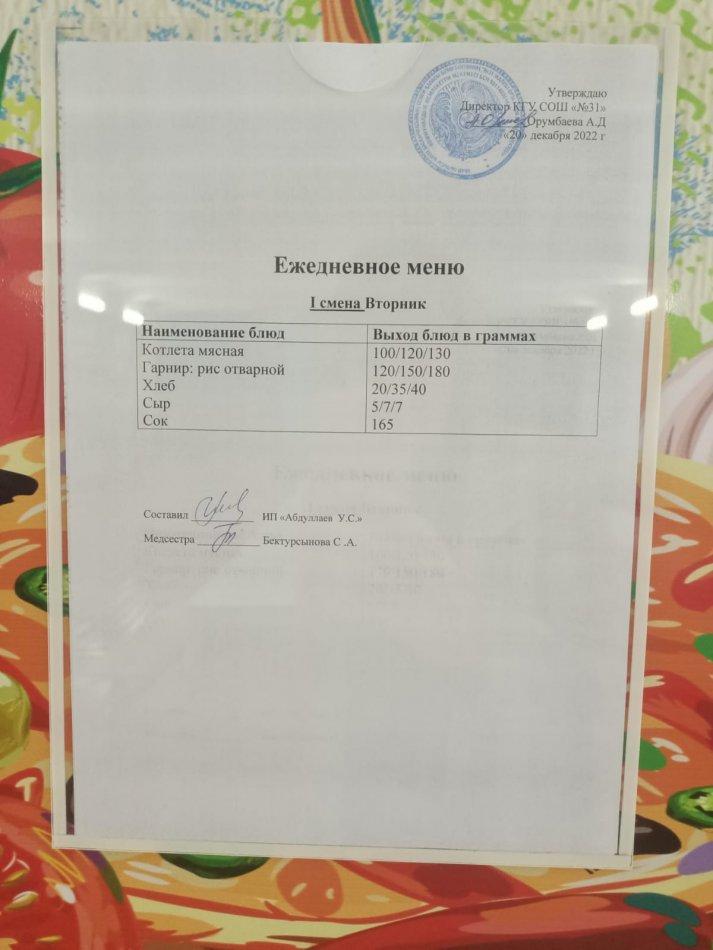 Утверждаю
Директор КГУ СОШ «№31»
Орумбаева А.Д
«20» декабря 2022 г
Ежедневное меню
I смена Вторник
Наименование блюд Выход блюд в граммах
Котлета мясная 100/120/130
Гарнир: рис отварной 120/150/180
Хлеб 20/35/40
Сыр 5/7/7
Сок 165
Составил ИП «Абдуллаев У.С.»
Медсестра Бектурсынова С .А.